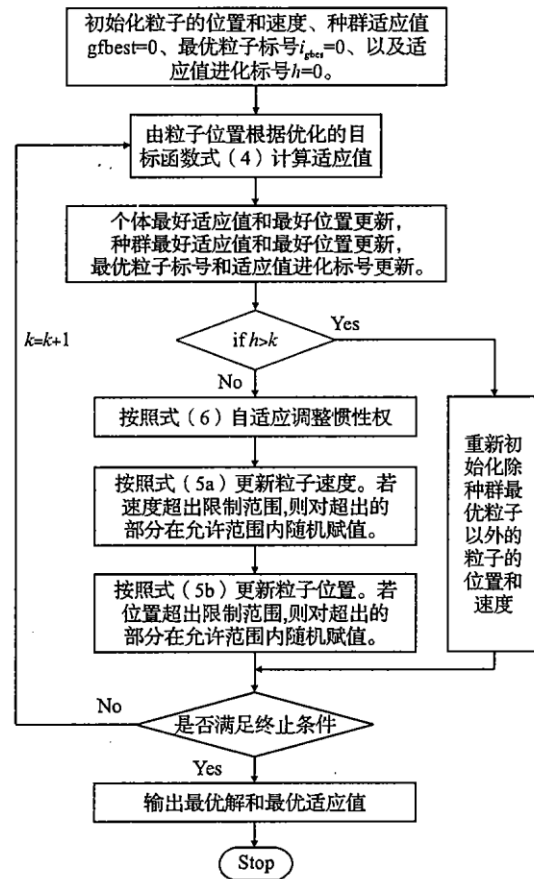 初始化粒子的位置和速度、种群适应值
gfbest=0、最优粒子标号i_gbes=0、以及适
应值进化标号h=0。
由粒子位置根据优化的目
标函数式（4）计算适应值
个体最好适应值和最好位置更新，
种群最好适应值和最好位置更新，
最优粒子标号和适应值进化标号更新。
k=k+1
if h>k
Yes
No
按照式（6）自适应调整惯性权
按照式（5a）更新粒子速度。若
速度超出限制范围,则对超出的
部分在允许范围内随机赋值。
按照式（5b）更新粒子位置。若
位置超出限制范围,则对超出的
部分在允许范围内随机赋值。
重新初
始化除
种群最
优粒子
以外的
粒子的
位置和
速度
No
是否满足终止条件
Yes
输出最优解和最优适应值
Stop